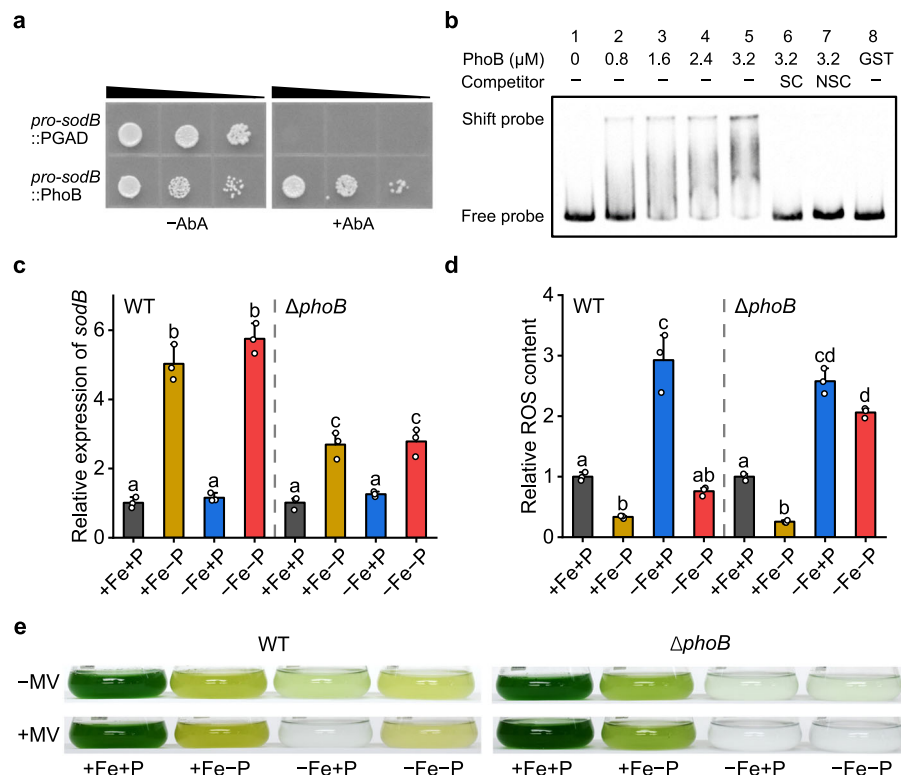 a
pro-sodB
::PGAD
pro-sodB
::PhoB
−AbA
+AbA
b
1 2 3 4 5 6 7 8
PhoB (μM) 0 0.8 1.6 2.4 3.2 3.2 3.2 GST
Competitor − − − − − SC NSC −
Shift probe
Free probe
c
Relative expression of sodB
WT
ΔphoB
6
4
2
0
a b a b a c a c
+Fe+P +Fe−P −Fe+P −Fe−P +Fe+P +Fe−P −Fe+P −Fe−P
d
Relative ROS content
WT
ΔphoB
4
3
2
1
0
a b c ab a b cd d
+Fe+P +Fe−P −Fe+P −Fe−P +Fe+P +Fe−P −Fe+P −Fe−P
e
WT
ΔphoB
−MV
+MV
+Fe+P +Fe−P −Fe+P −Fe−P +Fe+P +Fe−P −Fe+P −Fe−P